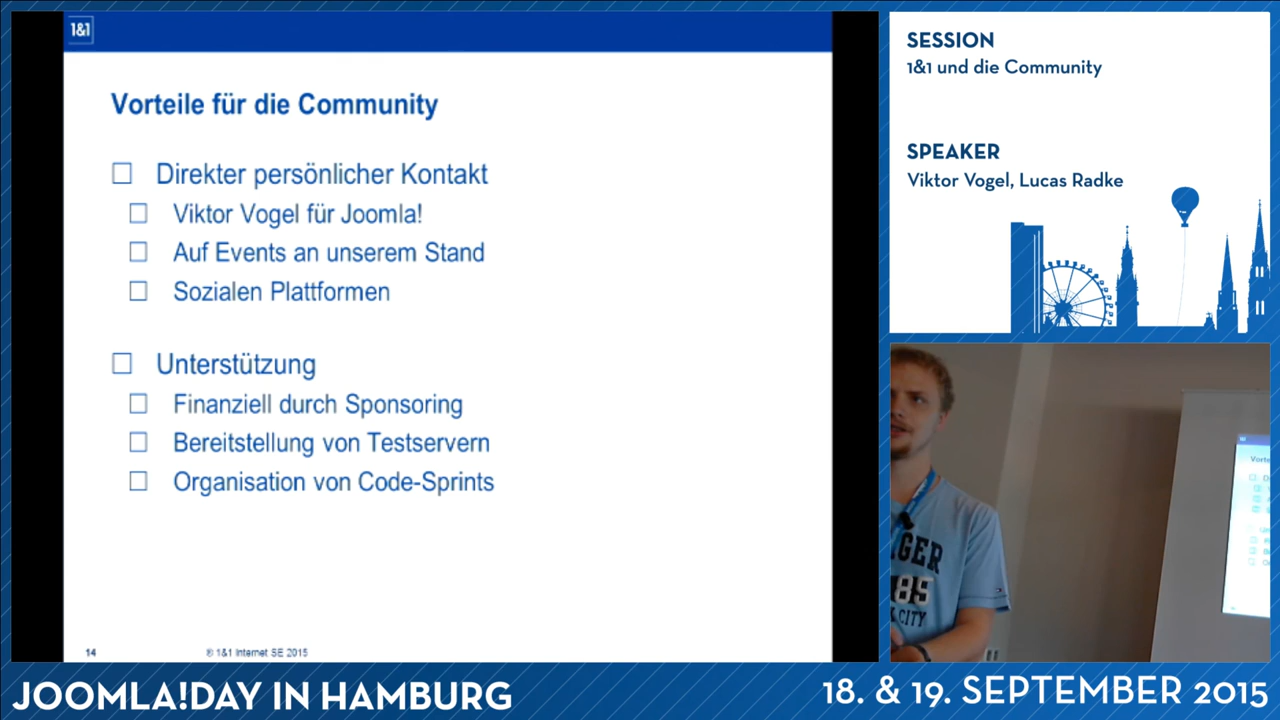 1&1
Vorteile für die Community
Direkter persönlicher Kontakt
Viktor Vogel für Joomla!
Auf Events an unserem Stand
Sozialen Plattformen
Unterstützung
Finanziell durch Sponsoring
Bereitstellung von Testservern
Organisation von Code-Sprints
14
© 1&1 Internet SE 2015
SESSION
1&1 und die Community
SPEAKER
Viktor Vogel, Lucas Radke
CITY
JOOMLA!DAY IN HAMBURG
18. & 19. SEPTEMBER 2015